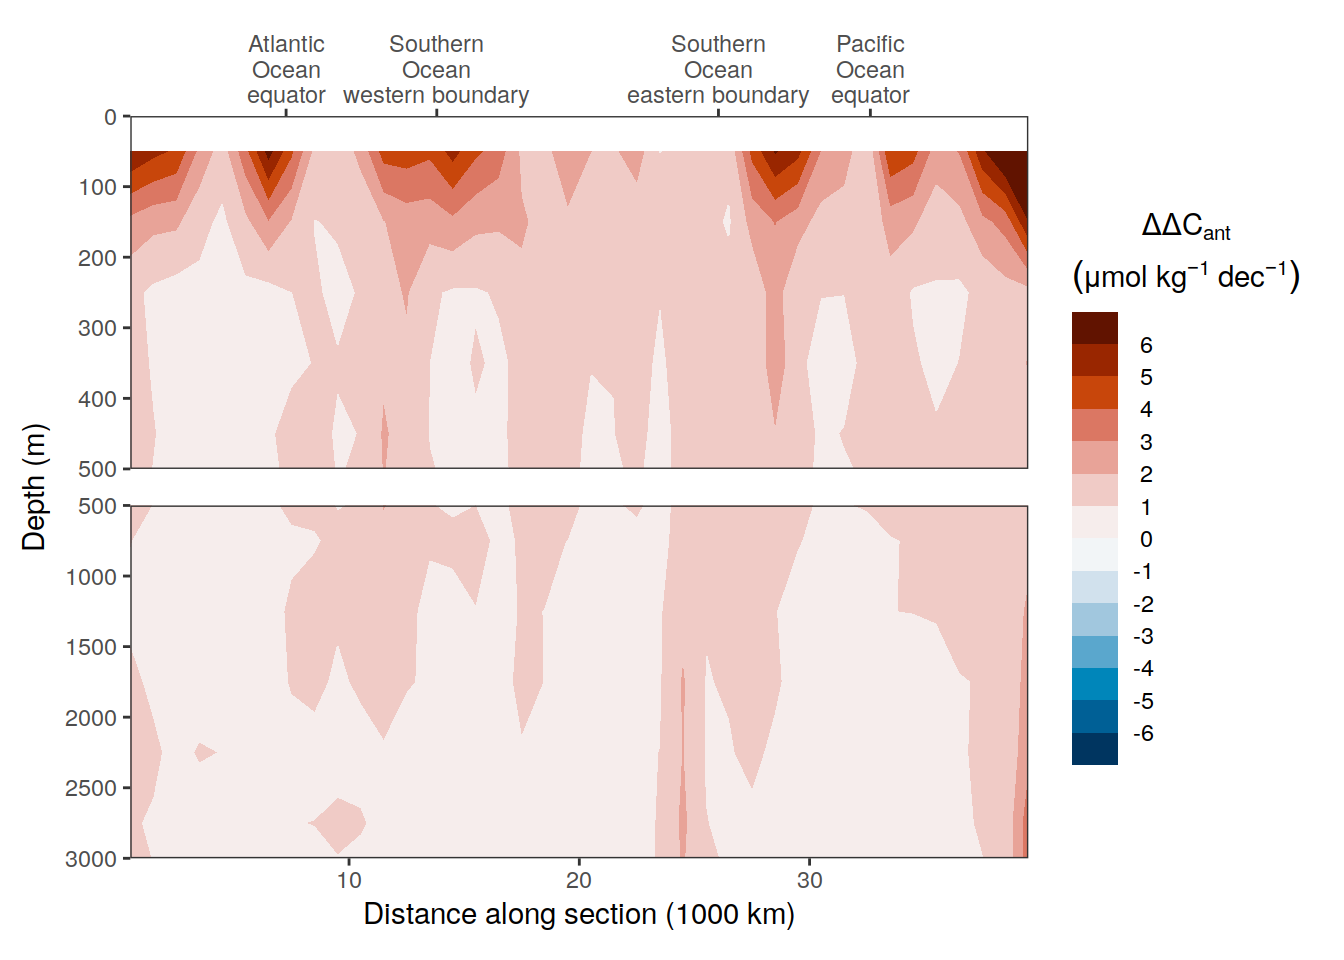 Atlantic
Ocean
equator
Southern
Ocean
western boundary
Southern
Ocean
eastern boundary
Pacific
Ocean
equator
0
100
200
300
400
500
500
1000
1500
2000
2500
3000
Depth (m)
10
20
30
Distance along section (1000 km)
ΔΔC_ant
(μmol kg⁻¹ dec⁻¹)
6
5
4
3
2
1
0
-1
-2
-3
-4
-5
-6